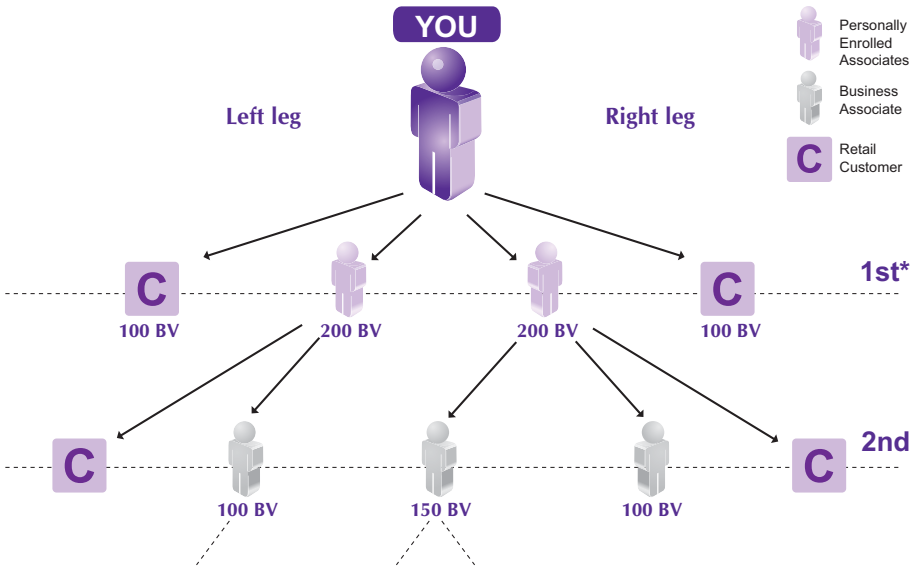 YOU
Personally
Enrolled
Associates
Left leg
Right leg
Business
Associate
C
Retail
Customer
1st*
C
C
100 BV
200 BV
200 BV
100 BV
2nd
C
C
100 BV
150 BV
100 BV